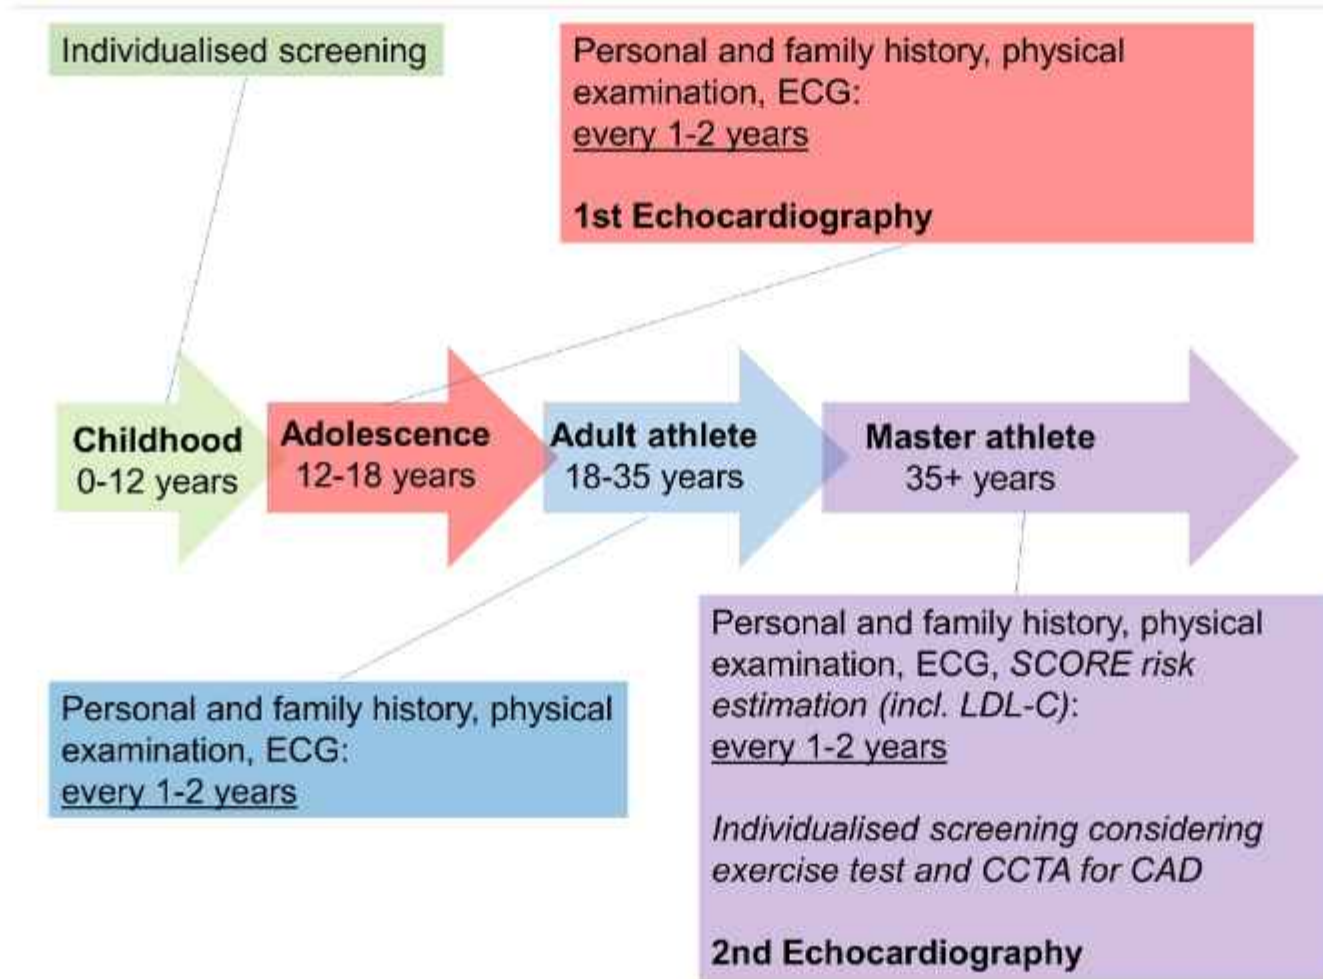 Individualised screening
Personal and family history, physical
examination, ECG:
every 1-2 years
1st Echocardiography
Childhood
0-12 years
Adolescence
12-18 years
Adult athlete
18-35 years
Master athlete
35+ years
Personal and family history, physical
examination, ECG:
every 1-2 years
Personal and family history, physical
examination, ECG, SCORE risk
estimation (incl. LDL-C):
every 1-2 years
Individualised screening considering
exercise test and CCTA for CAD
2nd Echocardiography